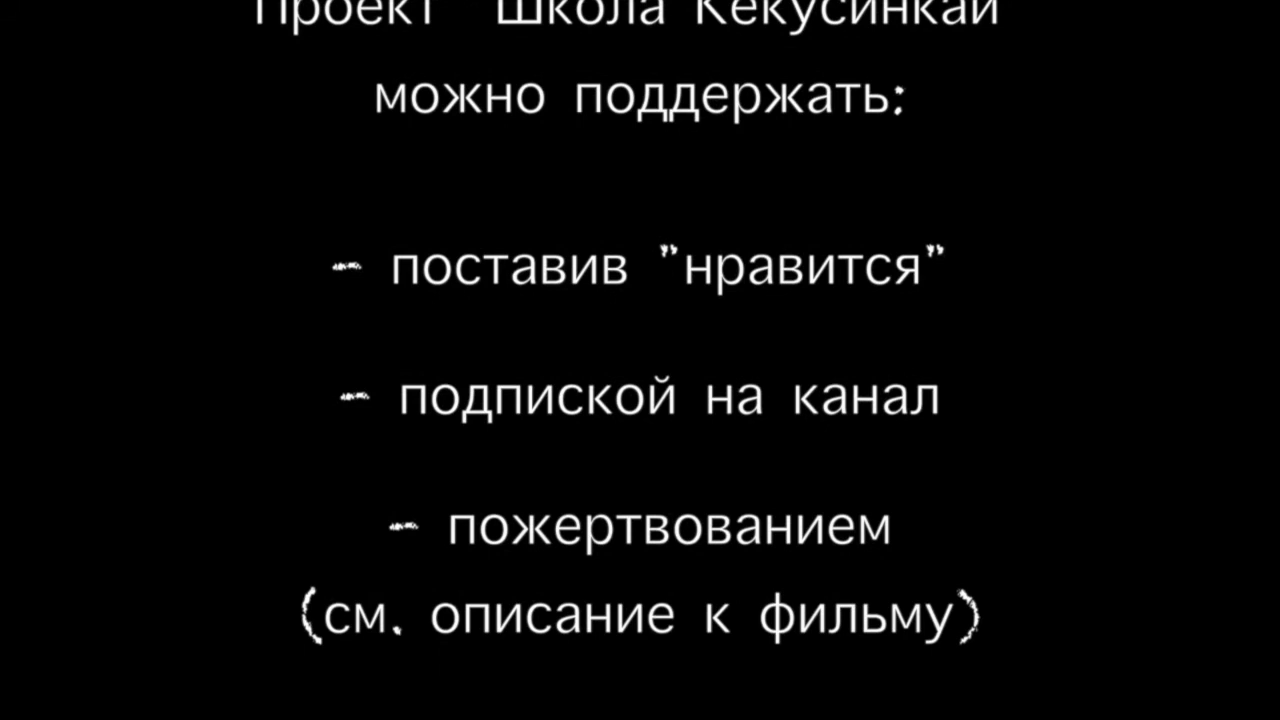 Проект Школа Кекусинкай
можно поддержать:
- поставив "нравится"
- подпиской на канал
- пожертвованием
(см. описание к фильму)